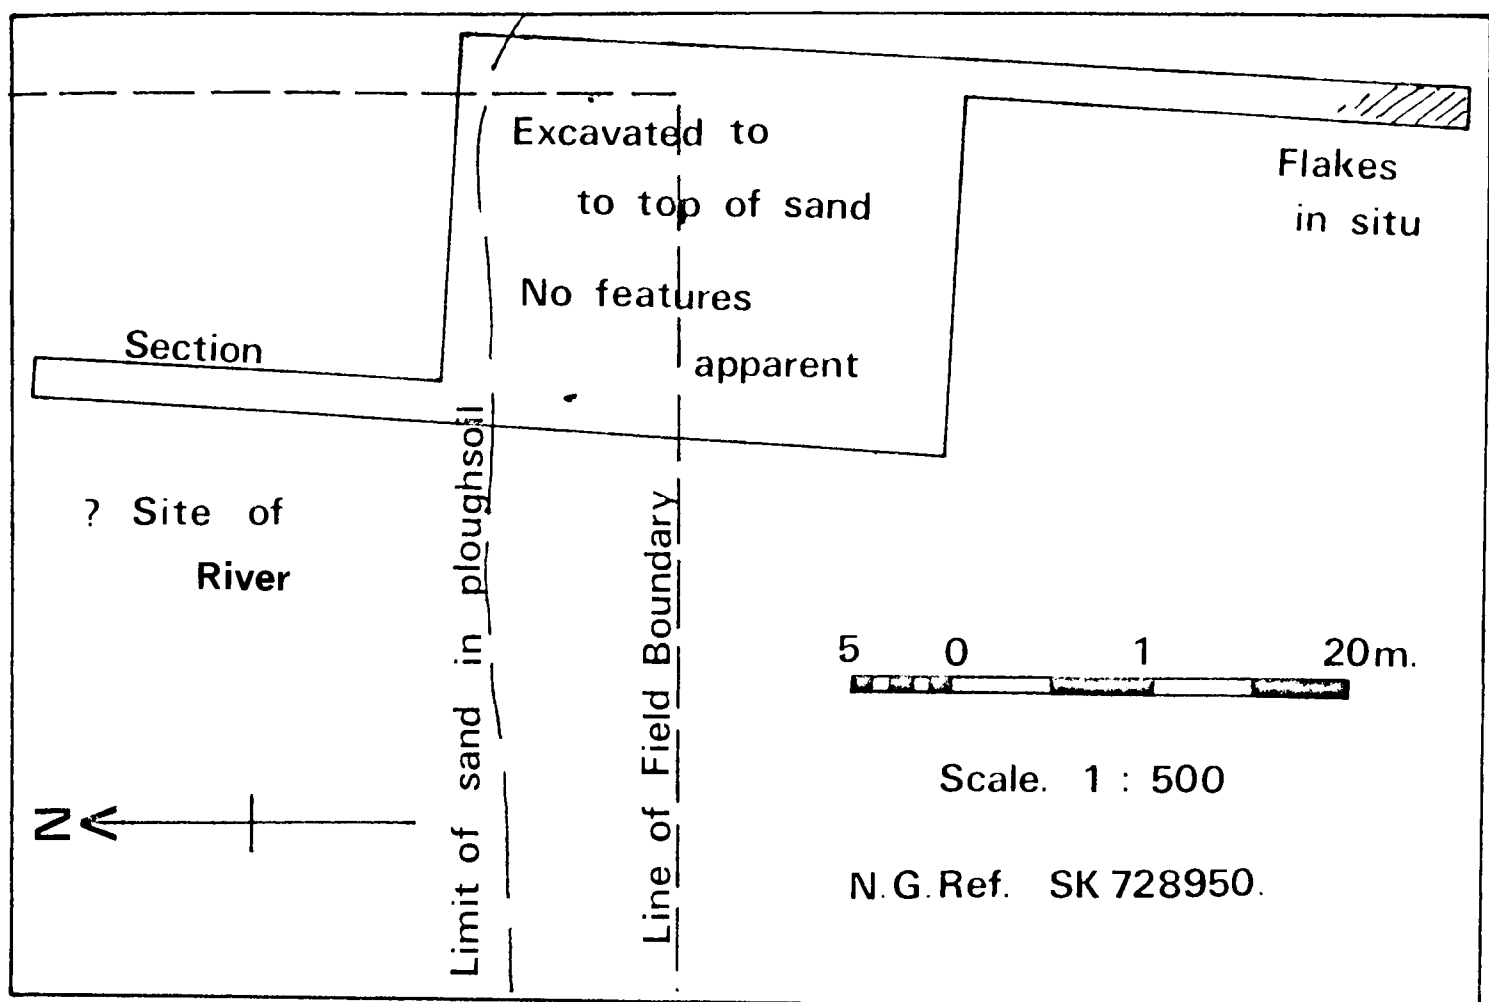 Excavated to
to top of sand
No features
apparent
Flakes
in situ
Section
? Site of
River
Limit of sand in ploughsoil
Line of Field Boundary
5 0 1 20m.
Scale. 1 : 500
N.G.Ref. SK 728950.
N